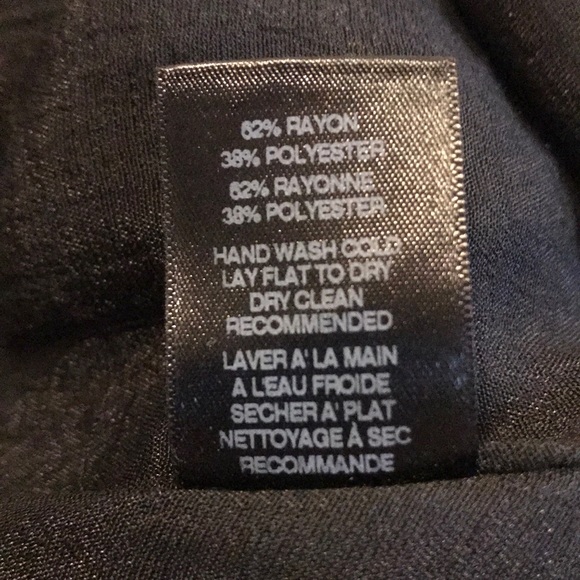 62% RAYON
38% POLYESTER
62% RAYONNE
38% POLYESTER
HAND WASH COLD
LAY FLAT TO DRY
DRY CLEAN
RECOMMENDED
LAVER A' LA MAIN
A L'EAU FROIDE
SECHER A' PLAT
NETTOYAGE À SEC
RECOMMANDE